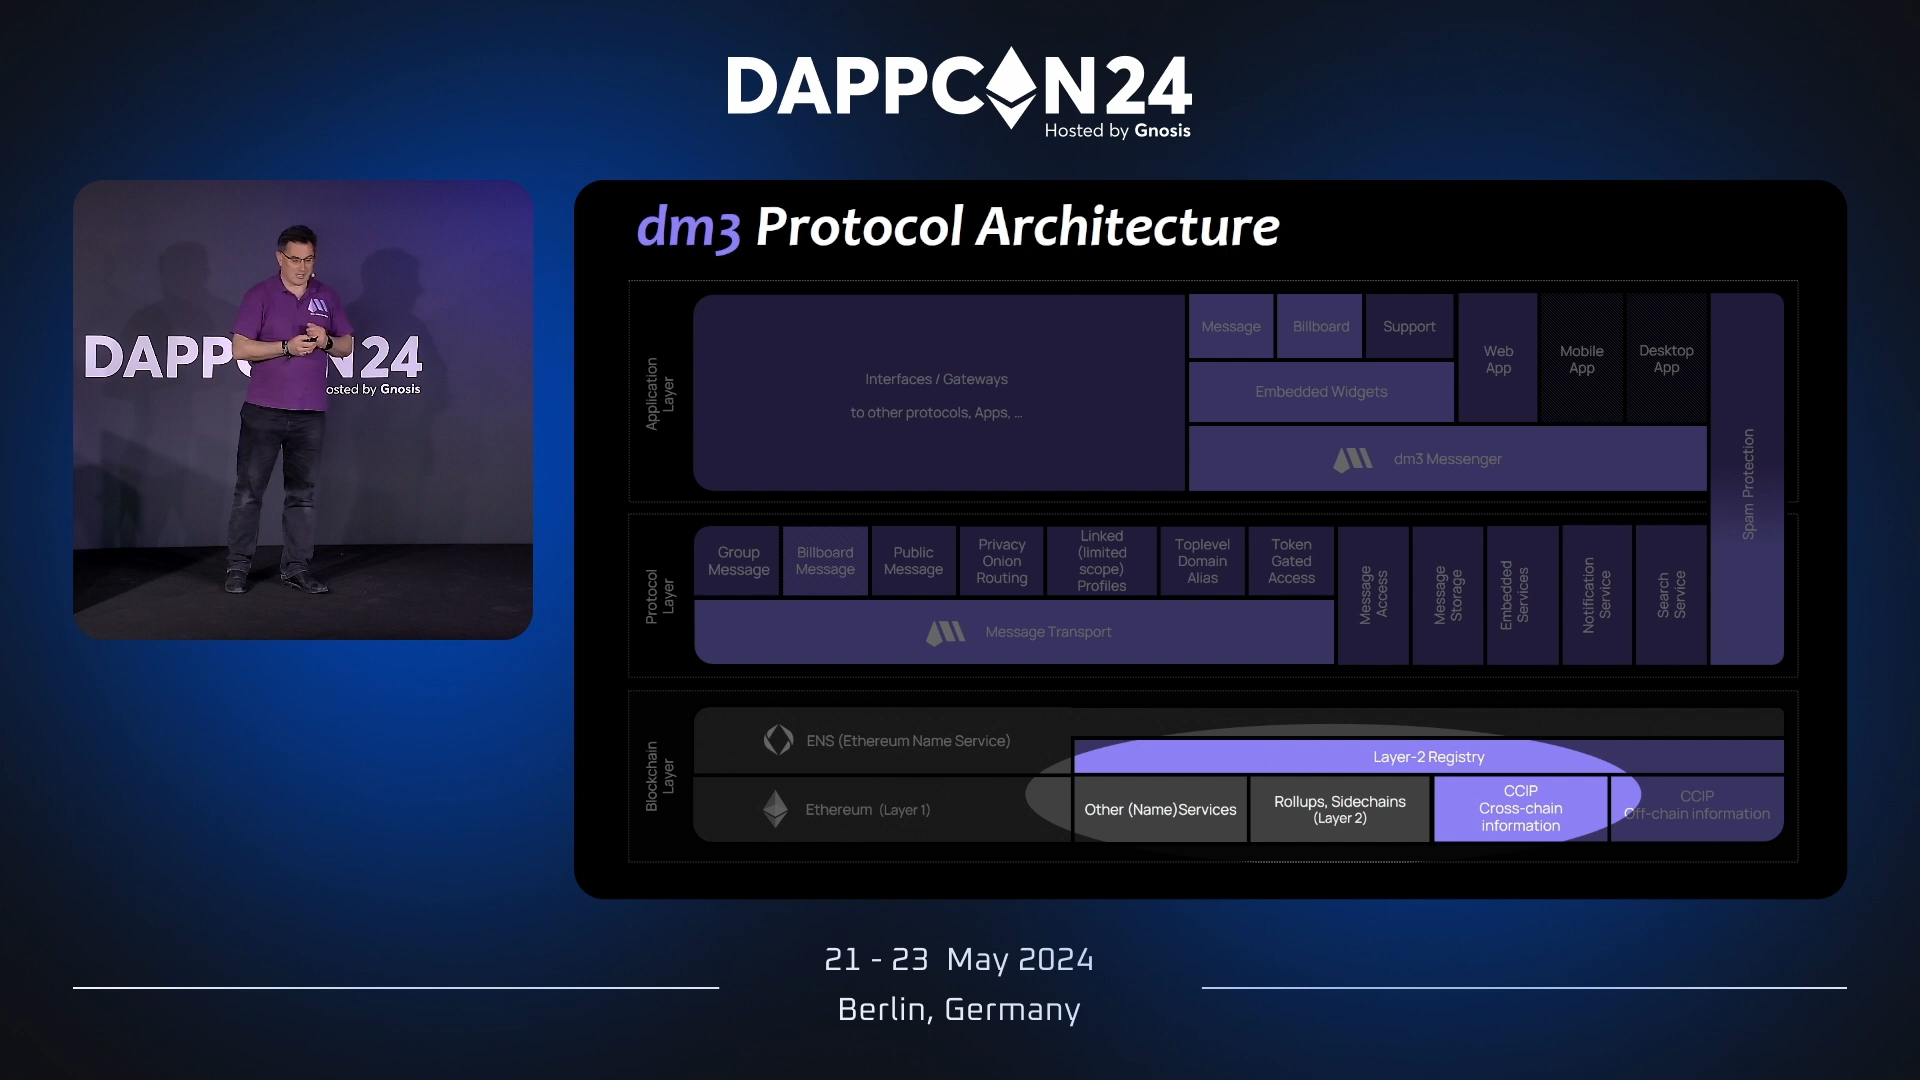 DAPPCON24
Hosted by Gnosis
DAPP N24
osted by Gnosis
dm3 Protocol Architecture
Application
Layer
Interfaces / Gateways
to other protocols, Apps, ...
Message
Billboard
Support
Embedded Widgets
Web
App
Mobile
App
Desktop
App
dm3 Messenger
Spam Protection
Protocol
Layer
Group
Message
Billboard
Message
Public
Message
Privacy
Onion
Routing
Linked
(limited
scope)
Profiles
Toplevel
Domain
Alias
Token
Gated
Access
Message
Access
Message
Storage
Embedded
Services
Notification
Service
Search
Service
Message Transport
Blockchain
Layer
ENS (Ethereum Name Service)
Layer-2 Registry
Ethereum (Layer 1)
Other (Name)Services
Rollups, Sidechains
(Layer 2)
CCIP
Cross-chain
information
CCIP
Off-chain information
21 - 23 May 2024
Berlin, Germany